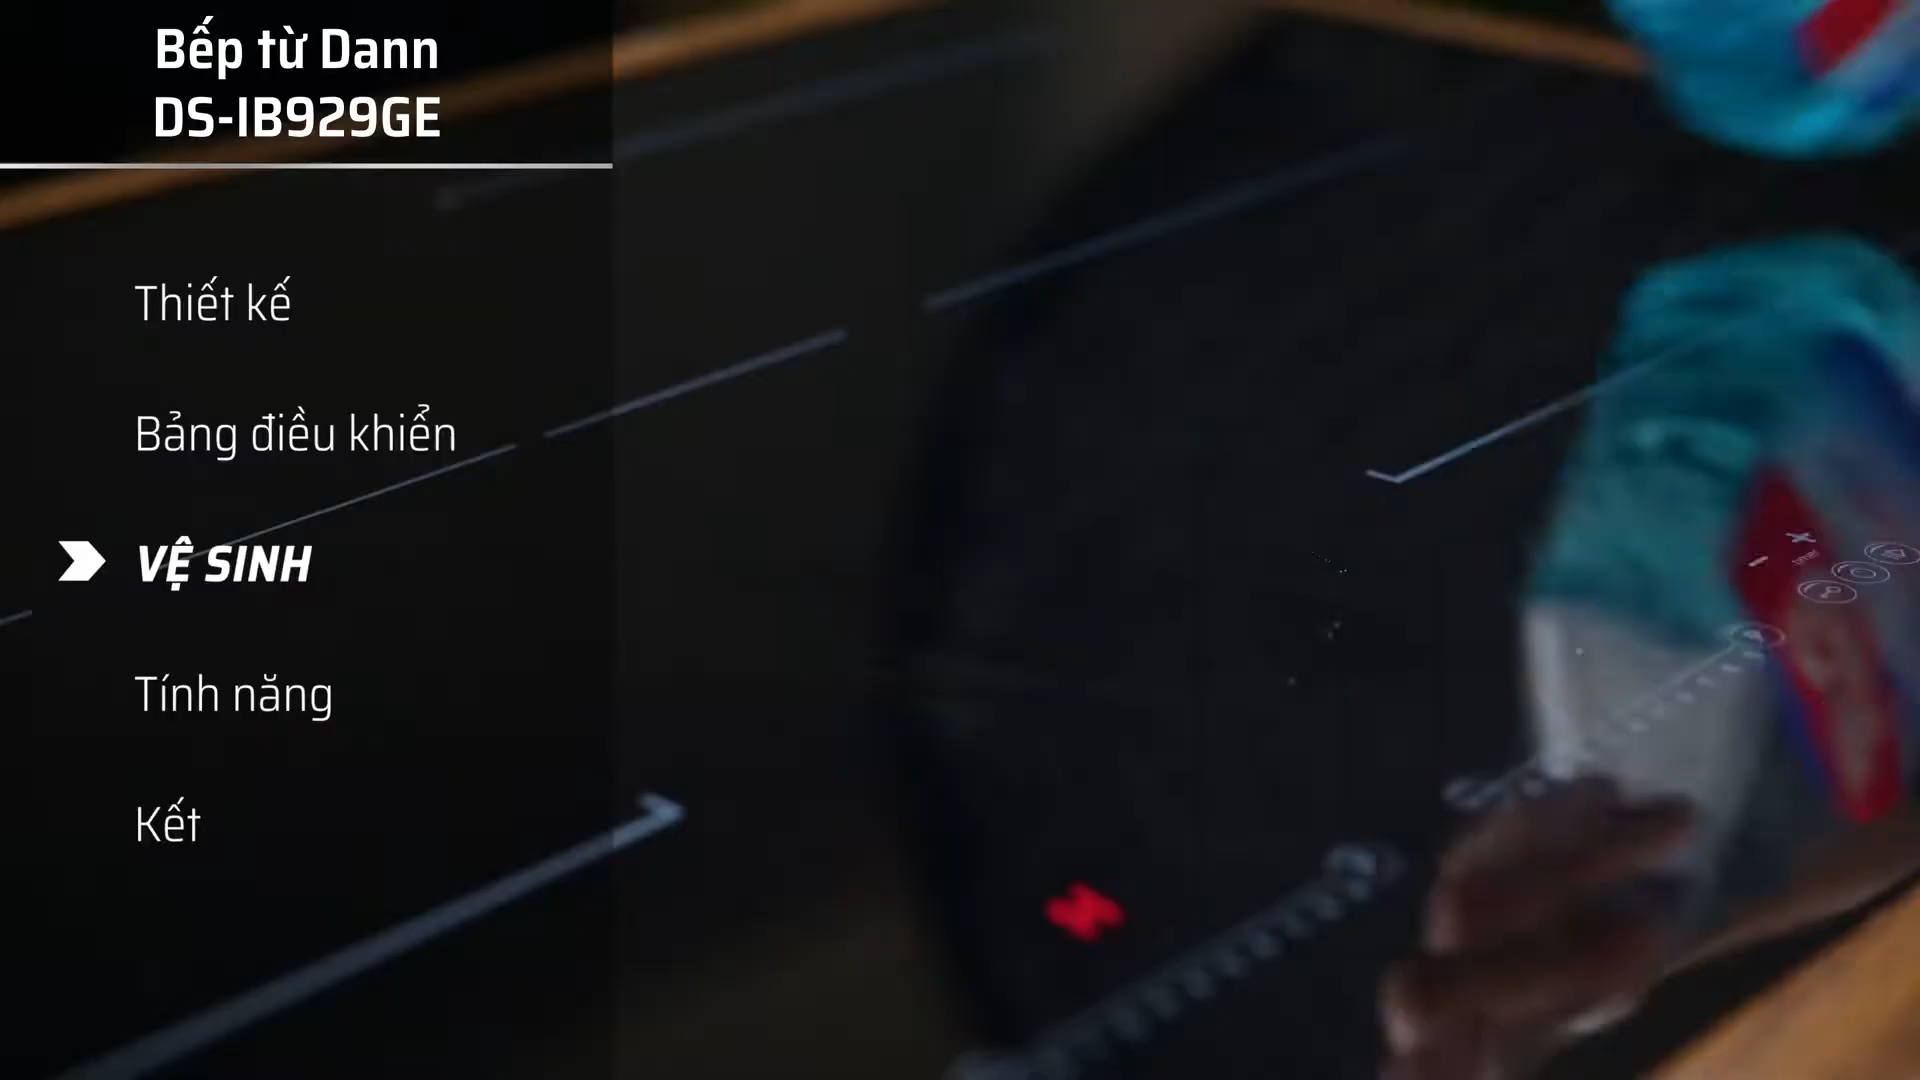 Bếp từ Dann
DS-IB929GE
Thiết kế
Bảng điều khiển
VỆ SINH
Tính năng
Kết